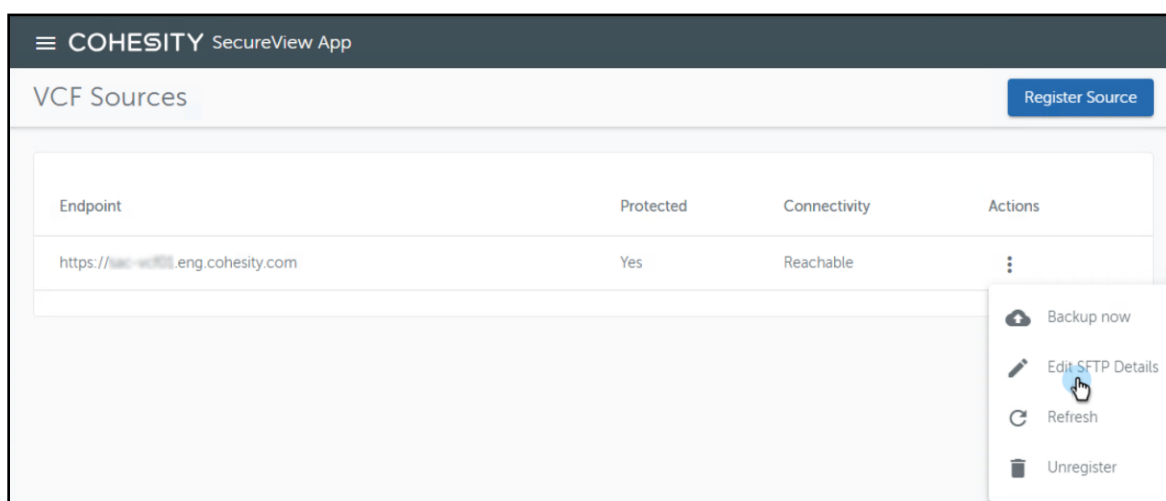 COHESITY SecureView App
VCF Sources
Register Source
Endpoint Protected Connectivity Actions
https:// .eng.cohesity.com Yes Reachable
Backup now
Edit SFTP Details
Refresh
Unregister